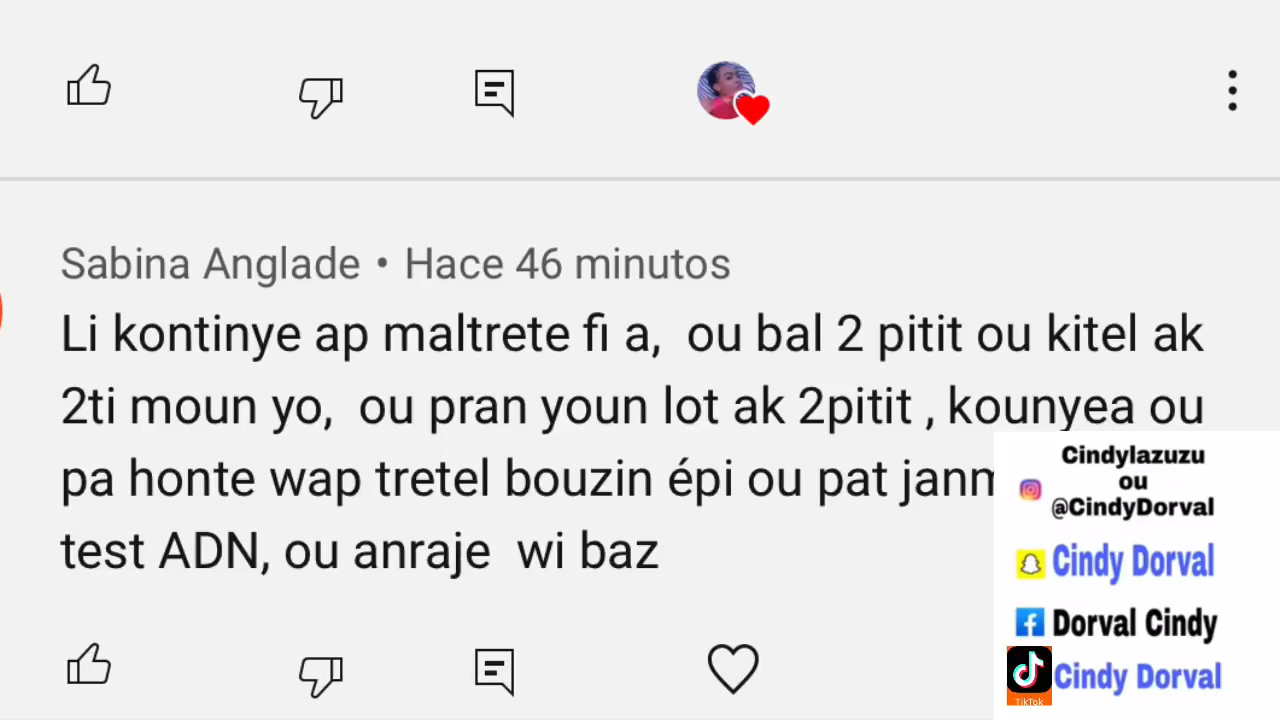 Sabina Anglade • Hace 46 minutos
Li kontinye ap maltrete fi a, ou bal 2 pitit ou kitel ak
2ti moun yo, ou pran youn lot ak 2pitit , kounyea ou
pa honte wap tretel bouzin épi ou pat
test ADN, ou anraje wi baz
Cindylazuzu
ou
@CindyDorval
Cindy Dorval
Dorval Cindy
Cindy Dorval
TikTok